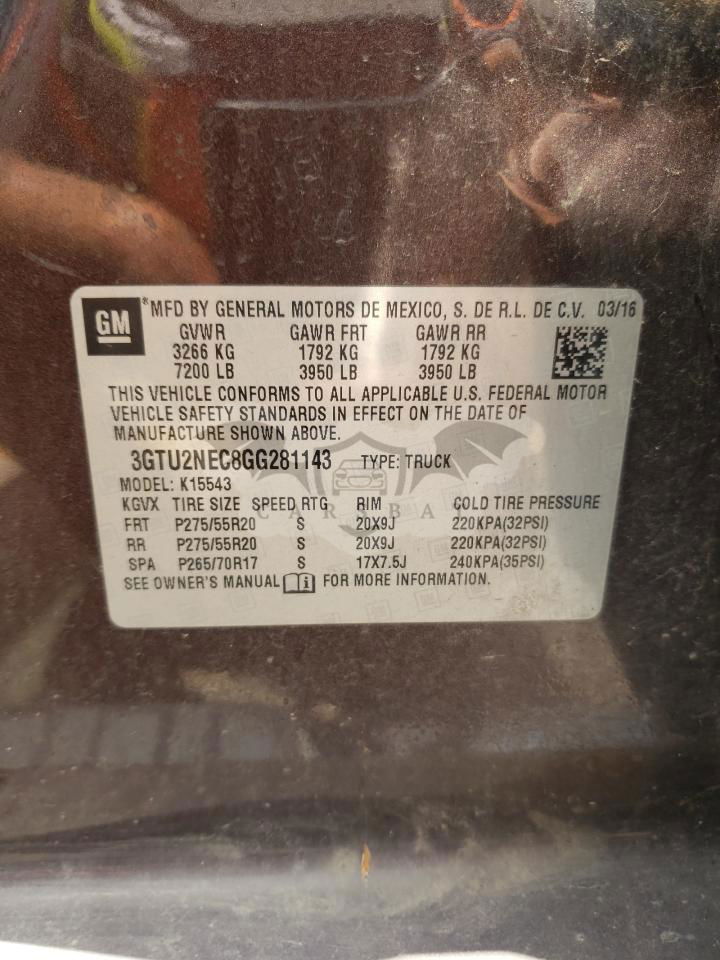 GM ® MFD BY GENERAL MOTORS DE MEXICO, S. DE R.L. DE C.V. 03/16
GVWR GAWR FRT GAWR RR
3266 KG 1792 KG 1792 KG
7200 LB 3950 LB 3950 LB
THIS VEHICLE CONFORMS TO ALL APPLICABLE U.S. FEDERAL MOTOR
VEHICLE SAFETY STANDARDS IN EFFECT ON THE DATE OF
MANUFACTURE SHOWN ABOVE.
3GTU2NEC8GG281143 TYPE: TRUCK
MODEL: K15543
KGVX TIRE SIZE SPEED RTG RIM COLD TIRE PRESSURE
CARSBAT
FRT P275/55R20 S 20X9J 220KPA(32PSI)
RR P275/55R20 S 20X9J 220KPA(32PSI)
SPA P265/70R17 S 17X7.5J 240KPA(35PSI)
SEE OWNER'S MANUAL FOR MORE INFORMATION.